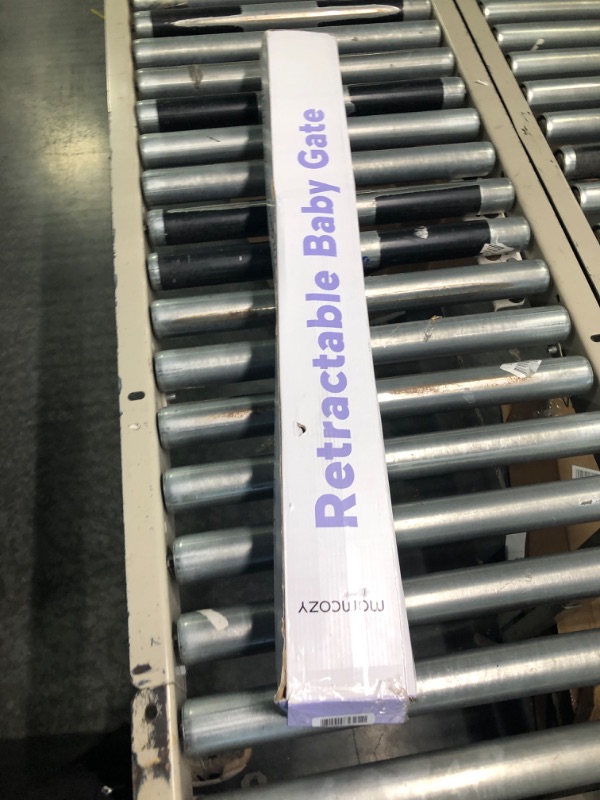 Retractable Baby Gate
momcozy